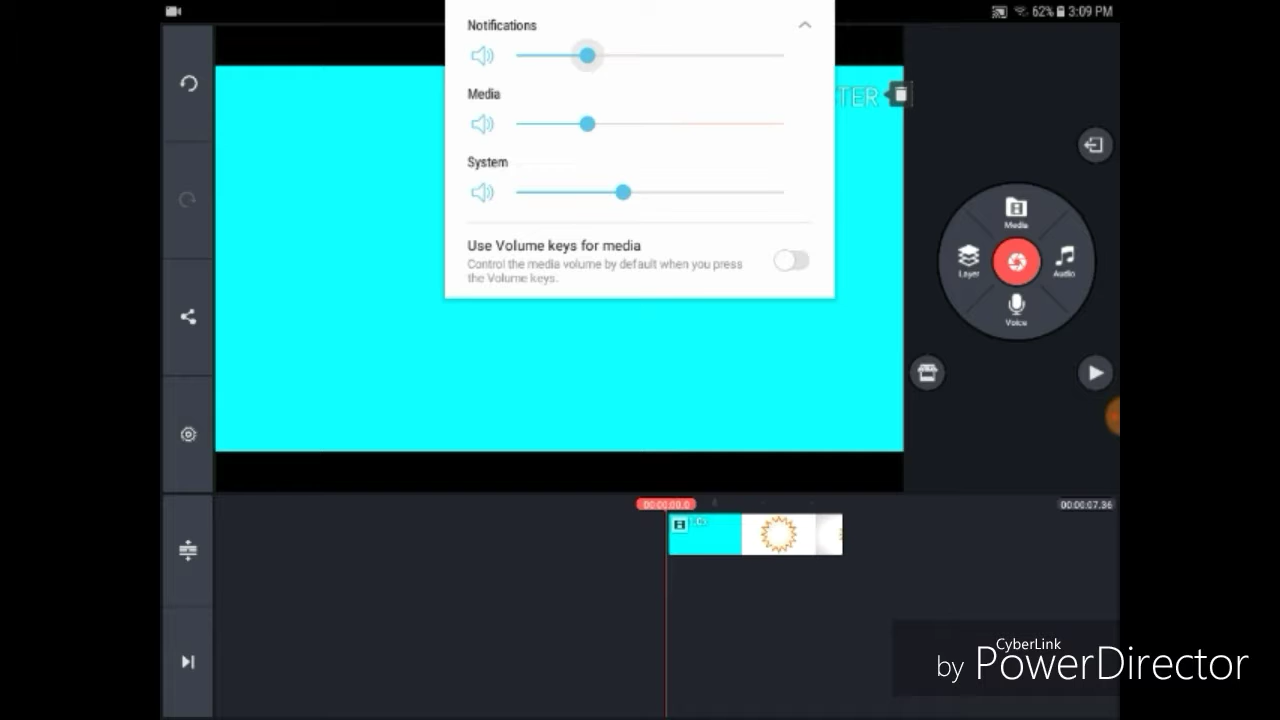 62% 3:09 PM
Notifications
Media
System
Use Volume keys for media
Control the media volume by default when you press
the Volume keys.
TER
Media
Layer
Audio
Voice
00:00:00.0
00:00:07.36
CyberLink
by PowerDirector